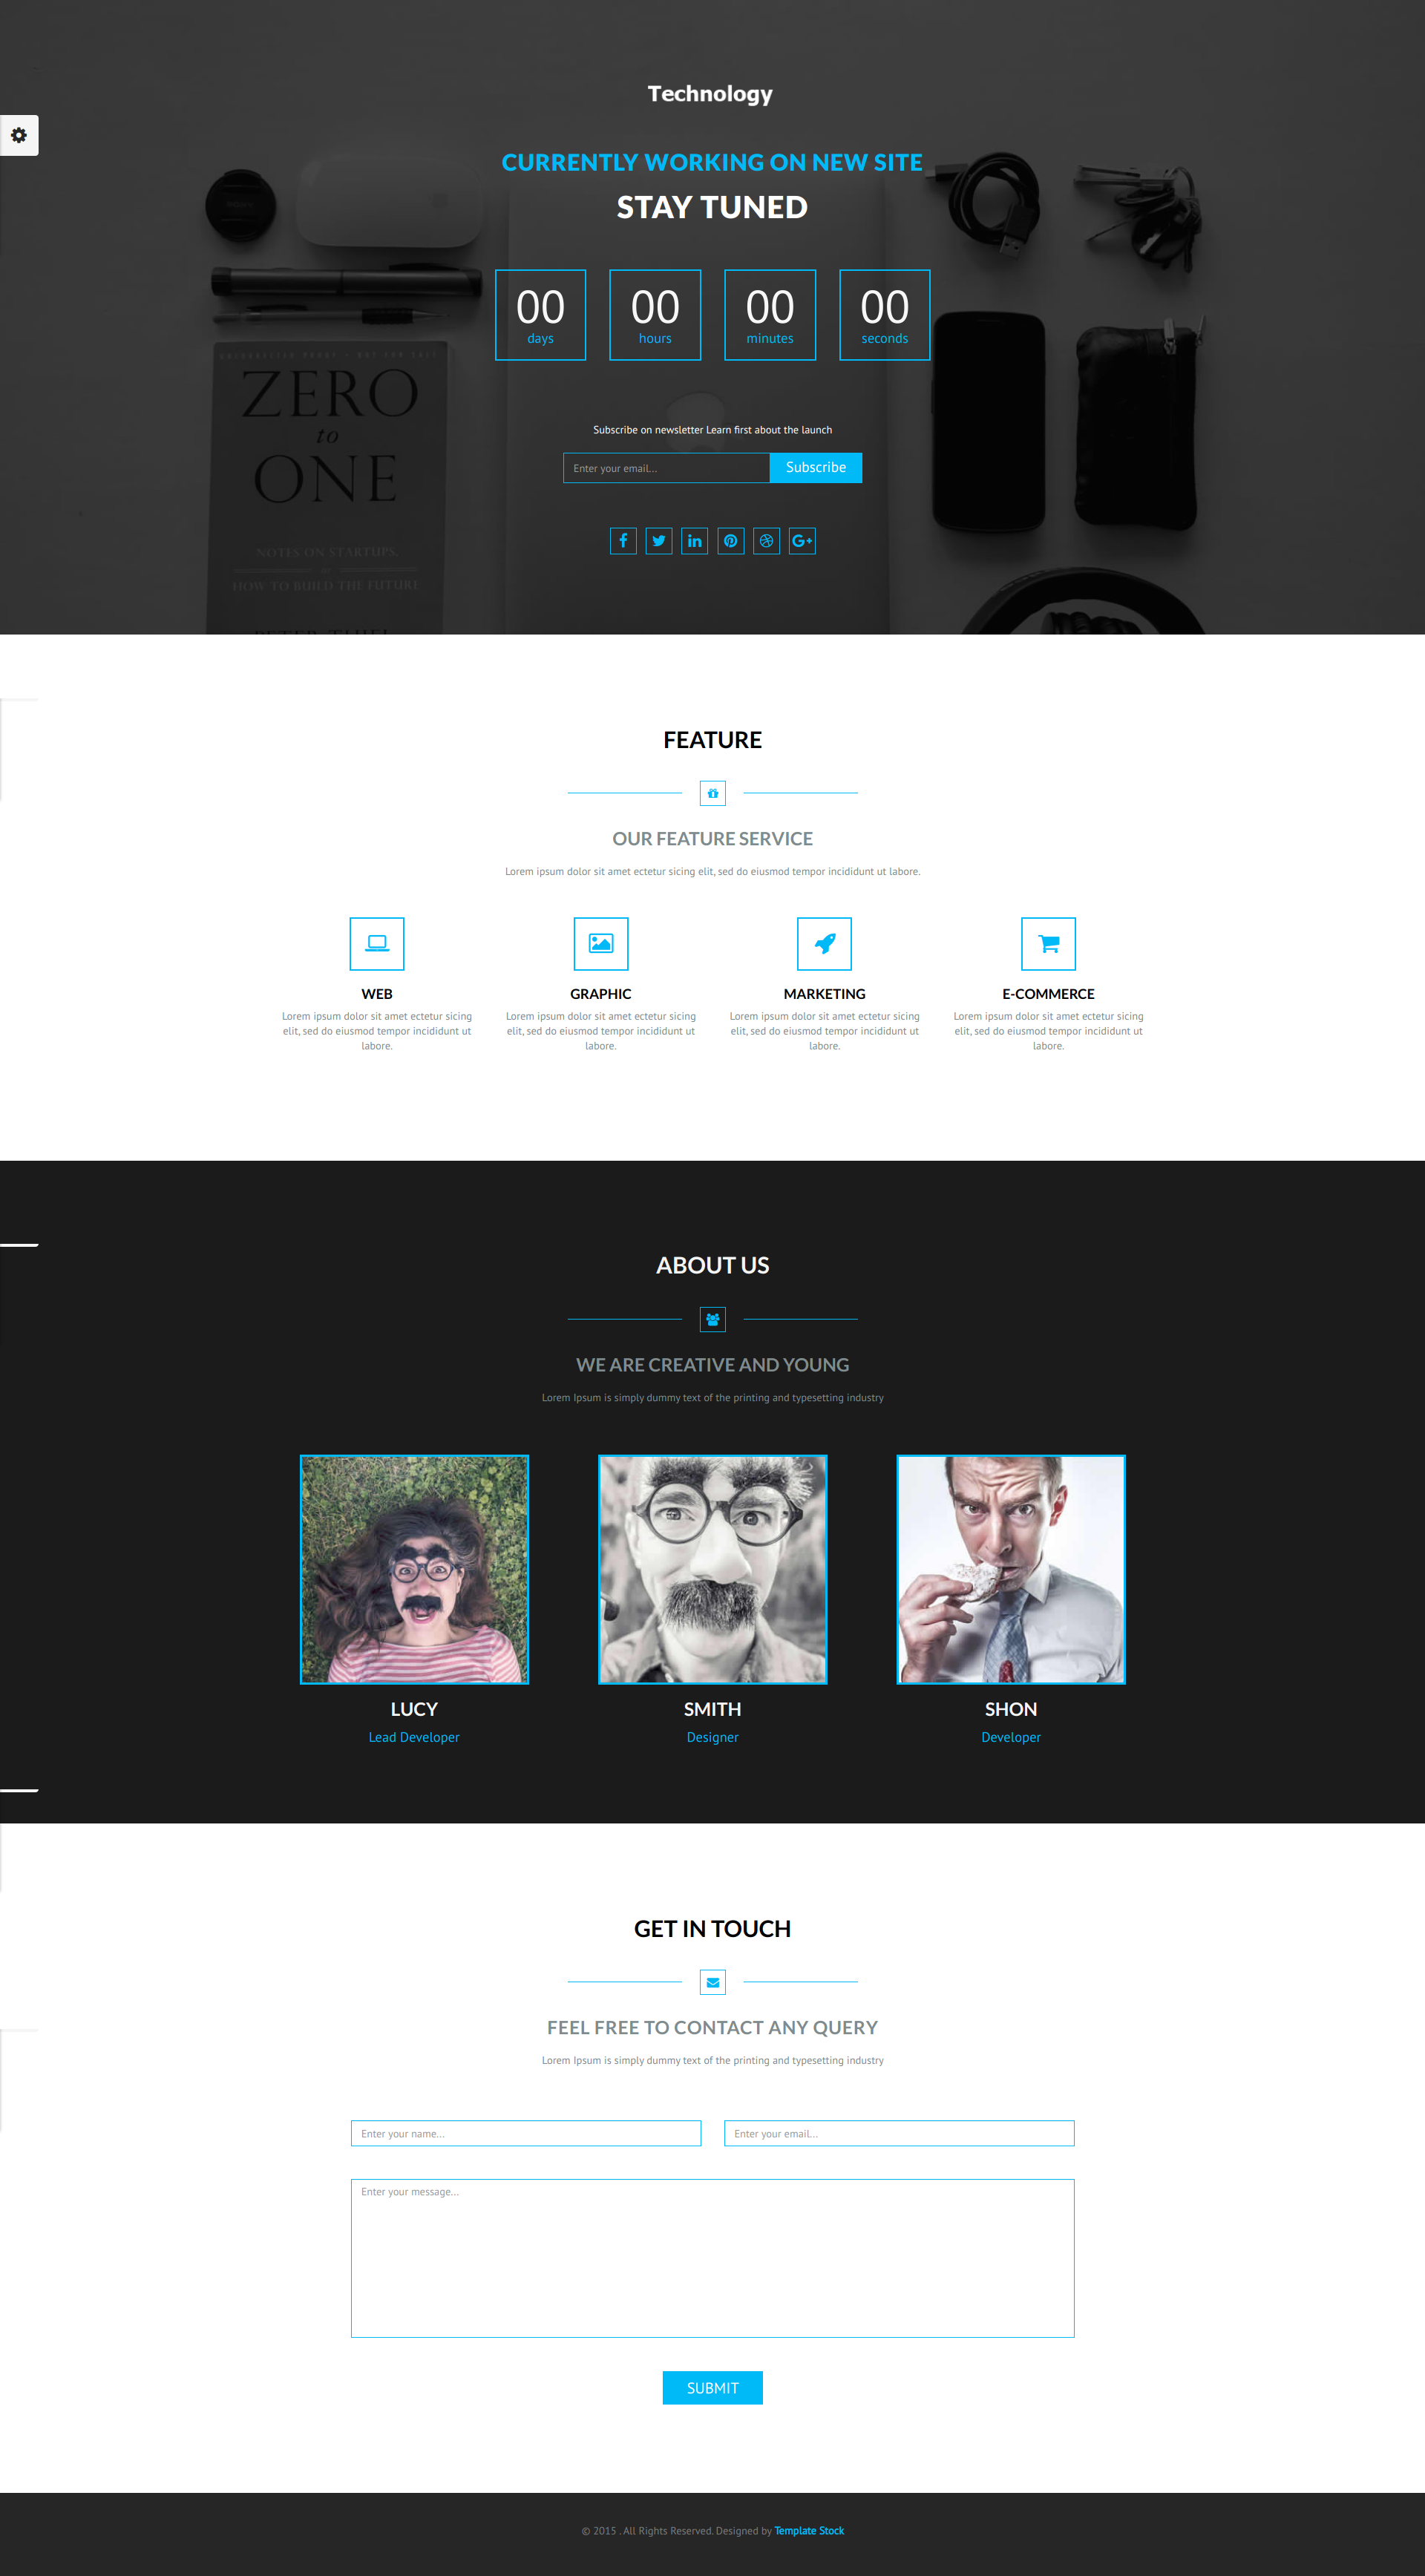 Technology
CURRENTLY WORKING ON NEW SITE
STAY TUNED
00 00 00 00
days hours minutes seconds
ZERO
to
ONE
NOTES ON STARTUPS,
or
HOW TO BUILD THE FUTURE
Subscribe on newsletter Learn first about the launch
Enter your email... Subscribe
FEATURE
OUR FEATURE SERVICE
Lorem ipsum dolor sit amet ectetur sicing elit, sed do eiusmod tempor incididunt ut labore.
WEB
Lorem ipsum dolor sit amet ectetur sicing
elit, sed do eiusmod tempor incididunt ut
labore.
GRAPHIC
Lorem ipsum dolor sit amet ectetur sicing
elit, sed do eiusmod tempor incididunt ut
labore.
MARKETING
Lorem ipsum dolor sit amet ectetur sicing
elit, sed do eiusmod tempor incididunt ut
labore.
E-COMMERCE
Lorem ipsum dolor sit amet ectetur sicing
elit, sed do eiusmod tempor incididunt ut
labore.
ABOUT US
WE ARE CREATIVE AND YOUNG
Lorem Ipsum is simply dummy text of the printing and typesetting industry
LUCY
Lead Developer
SMITH
Designer
SHON
Developer
GET IN TOUCH
FEEL FREE TO CONTACT ANY QUERY
Lorem Ipsum is simply dummy text of the printing and typesetting industry
Enter your name... Enter your email...
Enter your message...
SUBMIT
© 2015 . All Rights Reserved. Designed by Template Stock